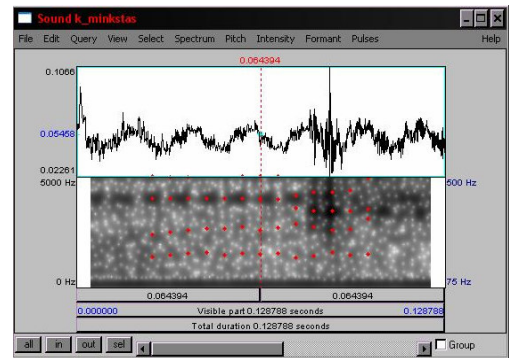 Sound k_minkstas
File Edit Query View Select Spectrum Pitch Intensity Formant Pulses Help
0.064394
0.1066
0.05458
0.02261
5000 Hz
500 Hz
0 Hz
75 Hz
0.064394 0.064394
0.000000 Visible part 0.128788 seconds 0.128788
Total duration 0.128788 seconds
all in out sel Group